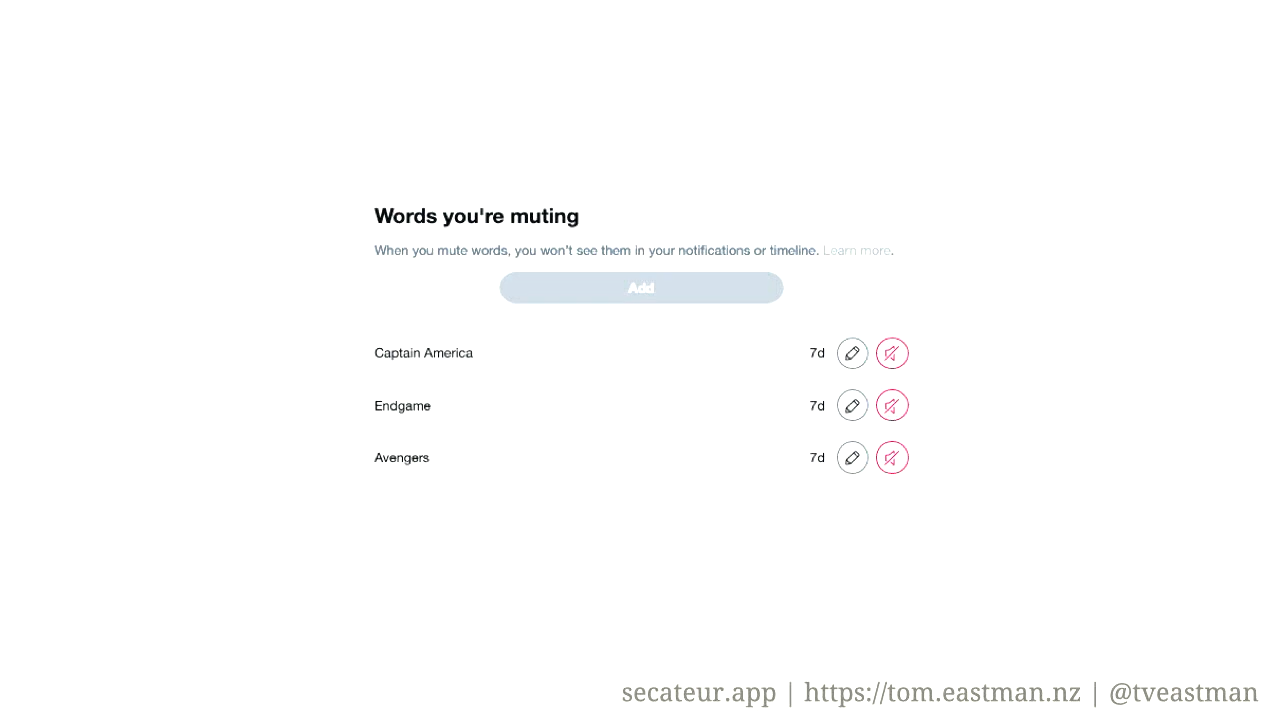 Words you're muting
When you mute words, you won't see them in your notifications or timeline. Learn more.
Add
Captain America 7d
Endgame 7d
Avengers 7d
secateur.app | https://tom.eastman.nz | @tveastman